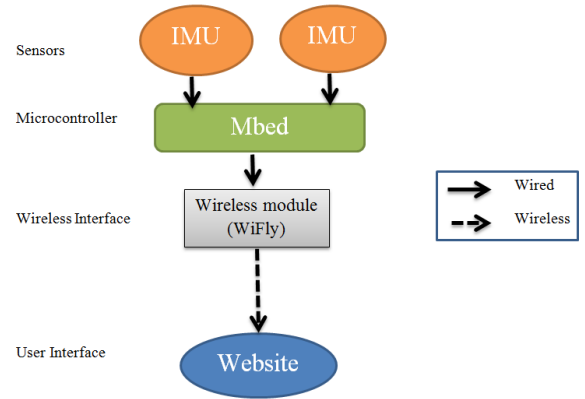 Sensors
IMU
IMU
Microcontroller
Mbed
Wireless Interface
Wireless module
(WiFly)
Wired
Wireless
User Interface
Website